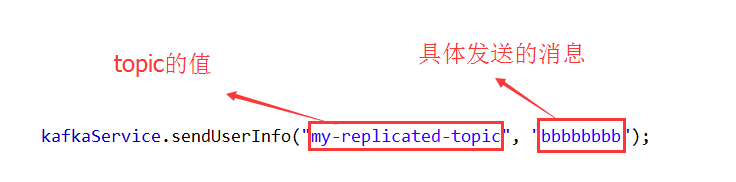 topic的值
具体发送的消息
kafkaService.sendUserInfo("my-replicated-topic", "bbbbbbbbb");